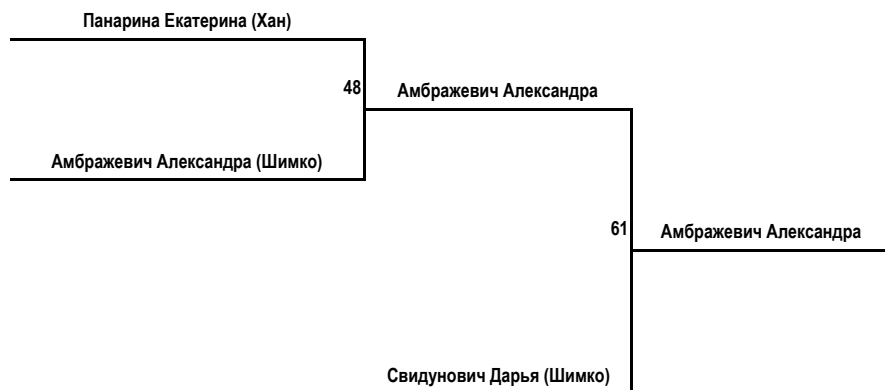 Панарина Екатерина (Хан)
48
Амбражевич Александра
Амбражевич Александра (Шимко)
61
Амбражевич Александра
Свидунович Дарья (Шимко)